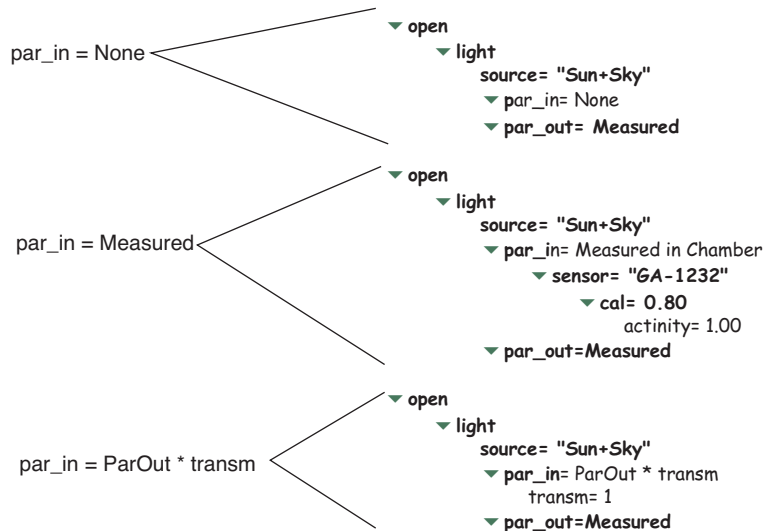 par_in = None
open
light
source= "Sun+Sky"
par_in= None
par_out= Measured
par_in = Measured
open
light
source= "Sun+Sky"
par_in= Measured in Chamber
sensor= "GA-1232"
cal= 0.80
actinity= 1.00
par_out=Measured
par_in = ParOut * transm
open
light
source= "Sun+Sky"
par_in= ParOut * transm
transm= 1
par_out=Measured